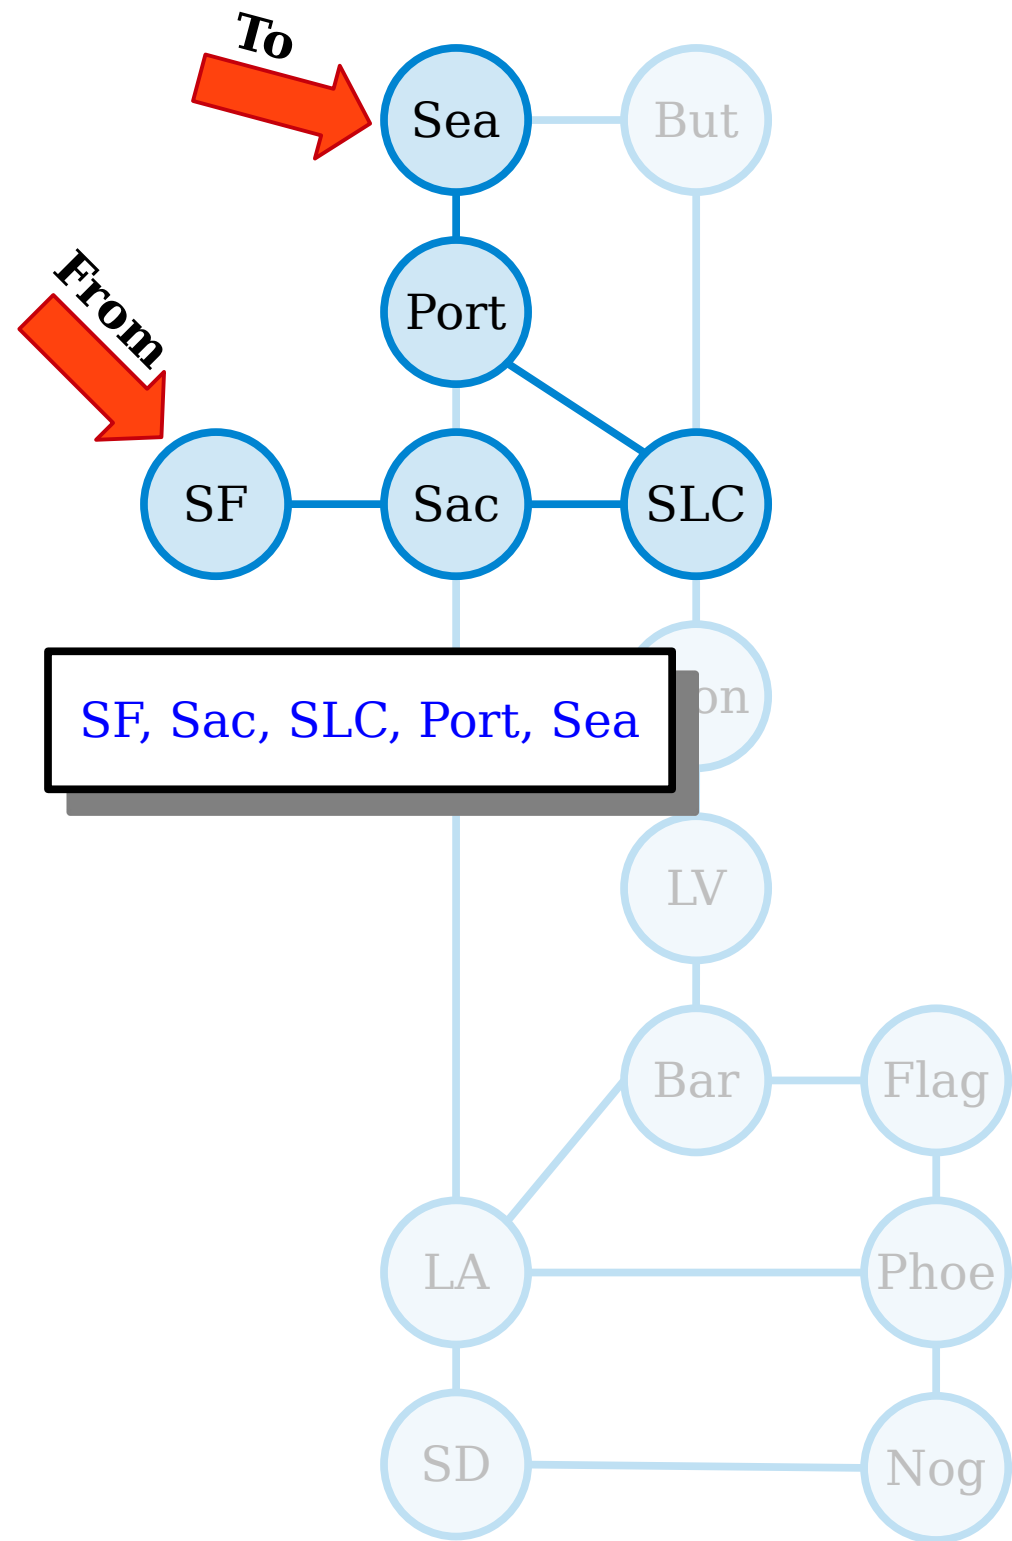 To
Sea
But
From
Port
SF
Sac
SLC
on
SF, Sac, SLC, Port, Sea
LV
Bar
Flag
LA
Phoe
SD
Nog